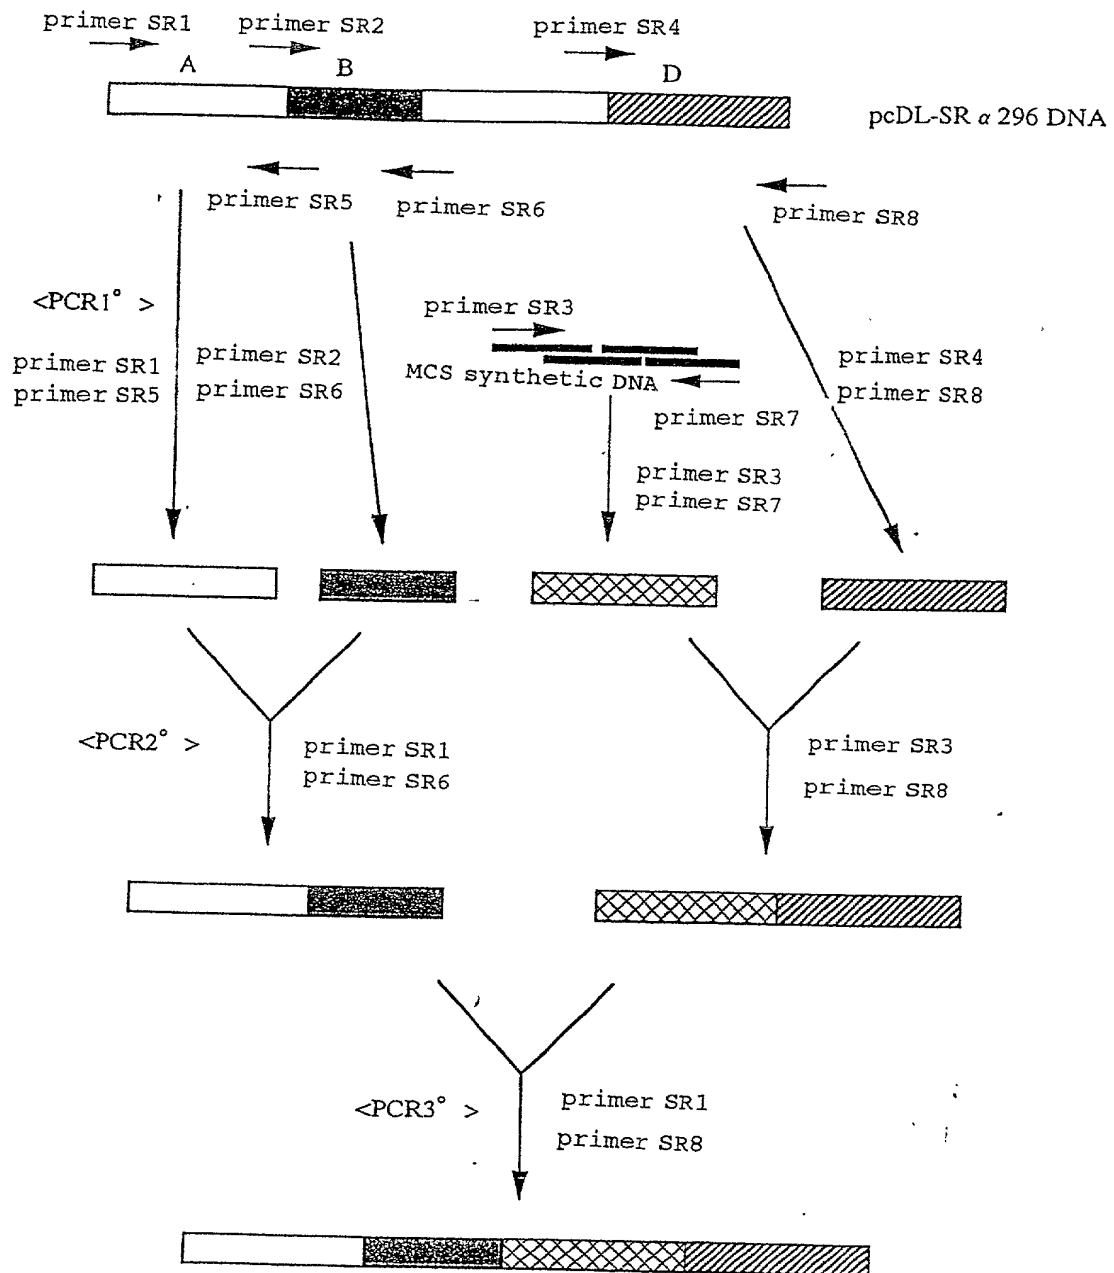 primer SR1
primer SR2
primer SR4
A
B
D
pcDL-SR α 296 DNA
primer SR5
primer SR6
primer SR8
<PCR1° >
primer SR3
primer SR1
primer SR5
primer SR2
primer SR6
MCS synthetic DNA
primer SR4
primer SR8
primer SR7
primer SR3
primer SR7
<PCR2° >
primer SR1
primer SR6
primer SR3
primer SR8
<PCR3° >
primer SR1
primer SR8